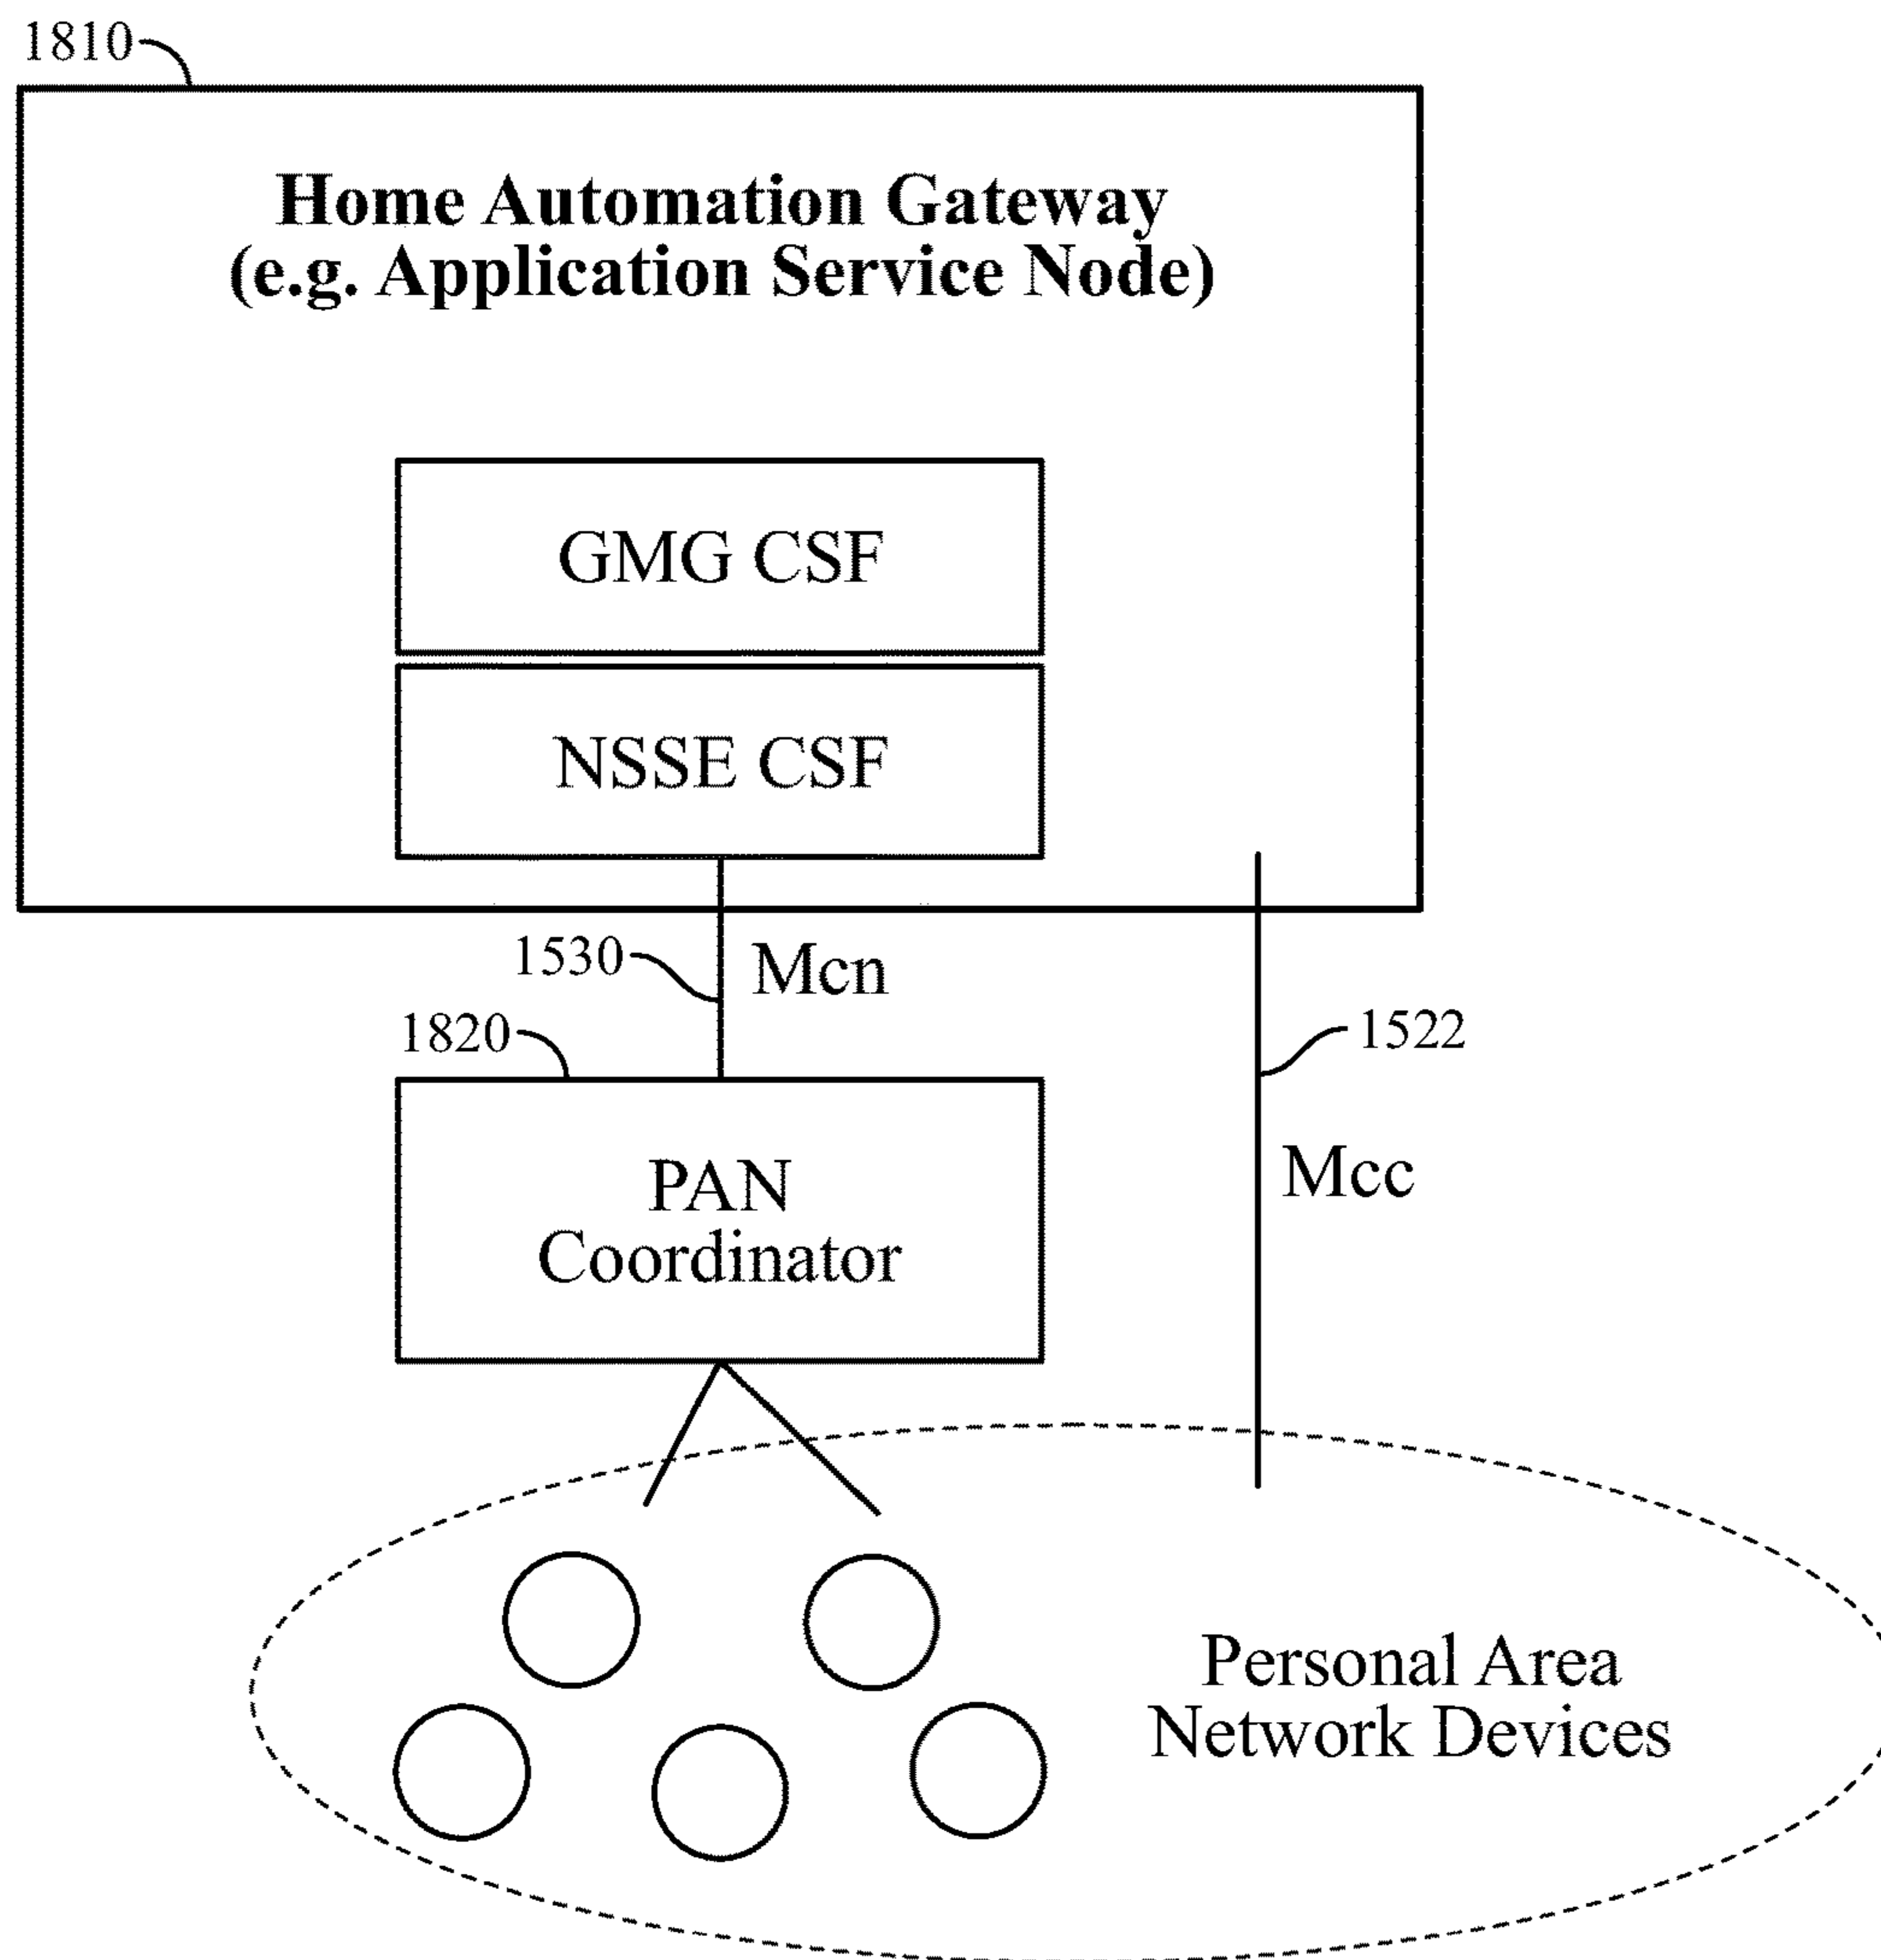 1810
Home Automation Gateway
(e.g. Application Service Node)
GMG CSF
NSSE CSF
1530
Mcn
1820
1522
PAN
Coordinator
Mcc
Personal Area
Network Devices